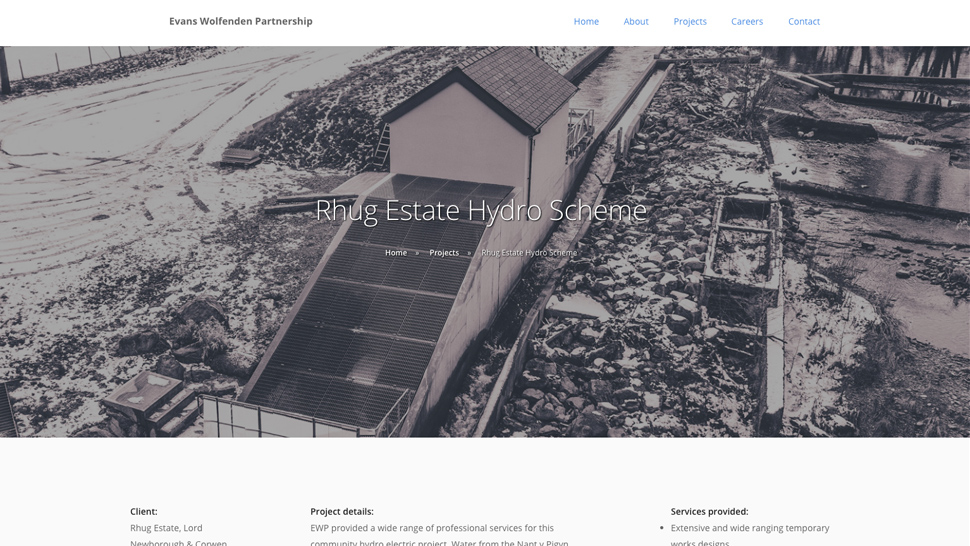 Evans Wolfenden Partnership
Home About Projects Careers Contact
Rhug Estate Hydro Scheme
Home » Projects » Rhug Estate Hydro Scheme
Client:
Rhug Estate, Lord
Newborough & Corwen
Project details:
EWP provided a wide range of professional services for this
community hydro electric project. Water from the Nant y Pigyn
Services provided:
• Extensive and wide ranging temporary
works designs